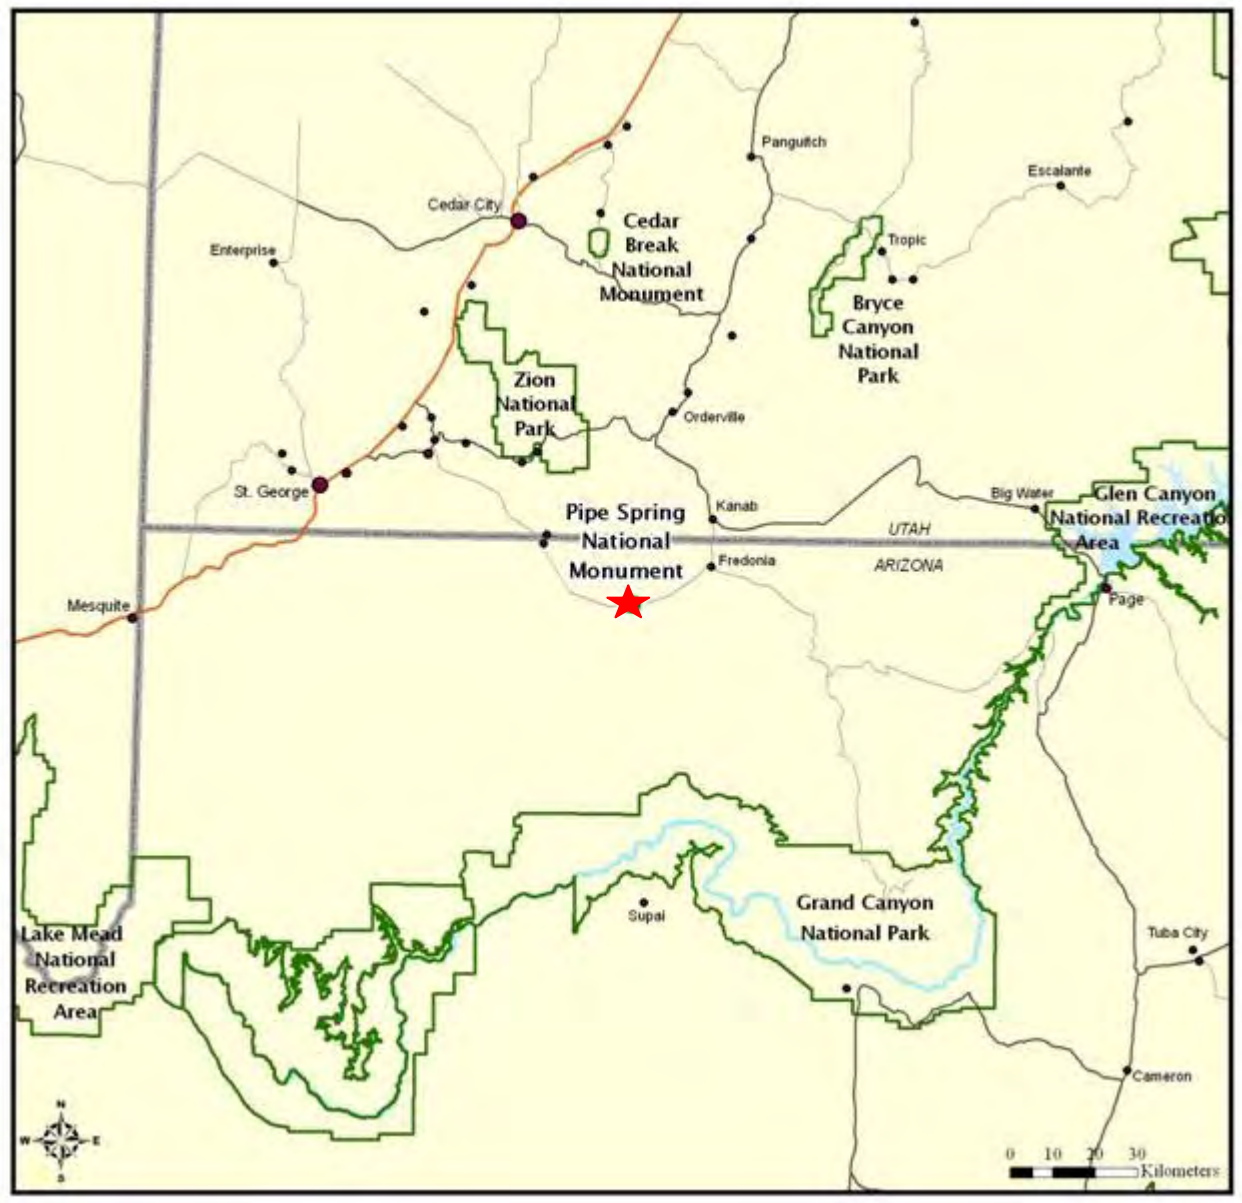 Panguitch
Escalante
Cedar City
Cedar
Break
National
Monument
Tropic
Enterprise
Bryce
Canyon
National
Park
Zion
National
Park
Orderville
St. George
Kanab
Big Water
Glen Canyon
National Recreatio
Area
Pipe Spring
National
Monument
UTAH
ARIZONA
Fredonia
Mesquite
Page
Supai
Grand Canyon
National Park
Tuba City
Lake Mead
National
Recreation
Area
Cameron
N
W E
S
0 10 20 30
Kilometers